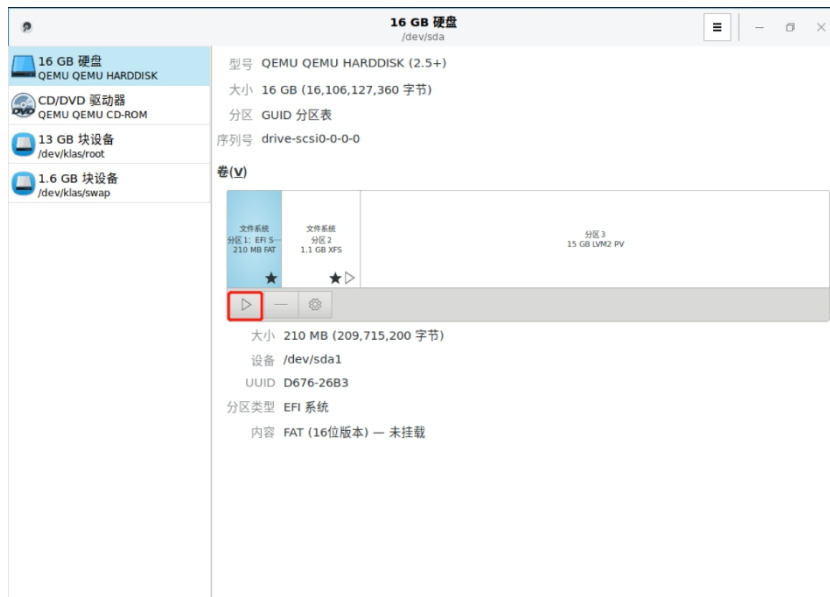 16 GB 硬盘
/dev/sda
16 GB 硬盘
QEMU QEMU HARDDISK
CD/DVD 驱动器
QEMU QEMU CD-ROM
13 GB 块设备
/dev/klas/root
1.6 GB 块设备
/dev/klas/swap
型号 QEMU QEMU HARDDISK (2.5+)
大小 16 GB (16,106,127,360 字节)
分区 GUID 分区表
序列号 drive-scsi0-0-0-0
卷(V)
文件系统
分区 1: EFI S…
210 MB FAT
文件系统
分区 2
1.1 GB XFS
分区 3
15 GB LVM2 PV
大小 210 MB (209,715,200 字节)
设备 /dev/sda1
UUID D676-26B3
分区类型 EFI 系统
内容 FAT (16位版本) — 未挂载